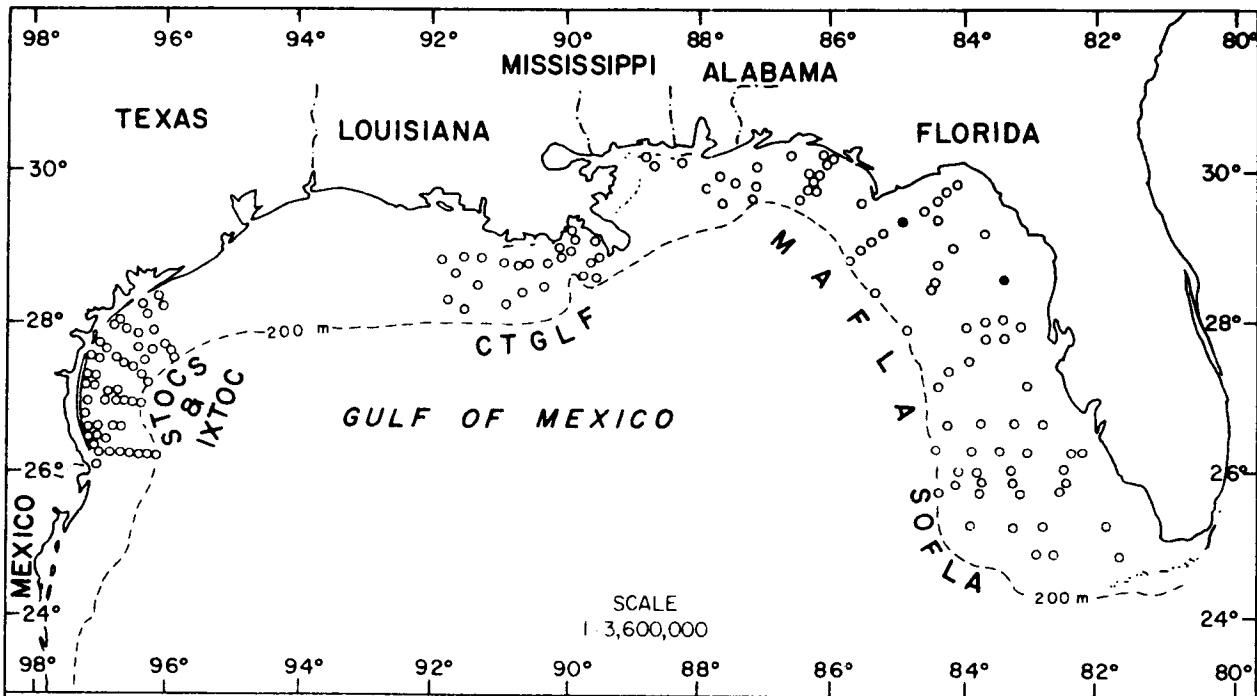 98° 96° 94° 92° 90° 88° 86° 84° 82° 80°
MISSISSIPPI ALABAMA
TEXAS LOUISIANA FLORIDA
30° 30°
MAFLA
28° 28°
200 m
CTGLF
STOCS
&
IXTOC
GULF OF MEXICO
26° 26°
SOFLA
MEXICO
200 m
24° 24°
SCALE
1:3,600,000
98° 96° 94° 92° 90° 88° 86° 84° 82°